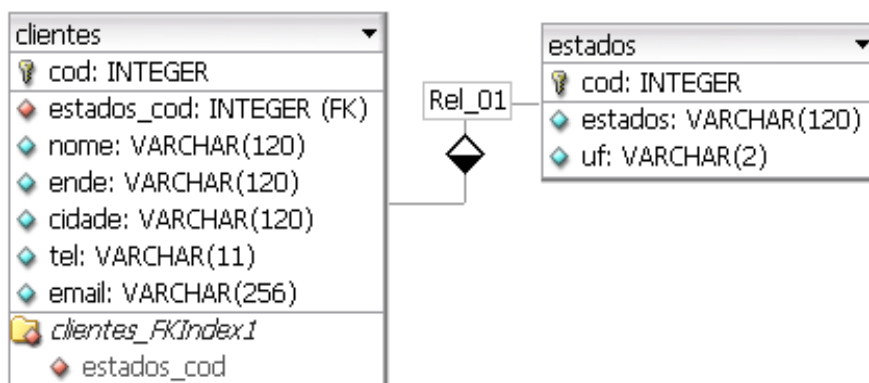 clientes
cod: INTEGER
estados_cod: INTEGER (FK)
nome: VARCHAR(120)
ende: VARCHAR(120)
cidade: VARCHAR(120)
tel: VARCHAR(11)
email: VARCHAR(256)
clientes_FKIndex1
estados_cod
Rel_01
estados
cod: INTEGER
estados: VARCHAR(120)
uf: VARCHAR(2)